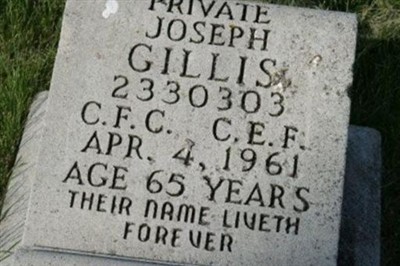 PRIVATE
JOSEPH
GILLIS
2330303
C.F.C. C.E.F.
APR. 4, 1961
AGE 65 YEARS
THEIR NAME LIVETH
FOREVER